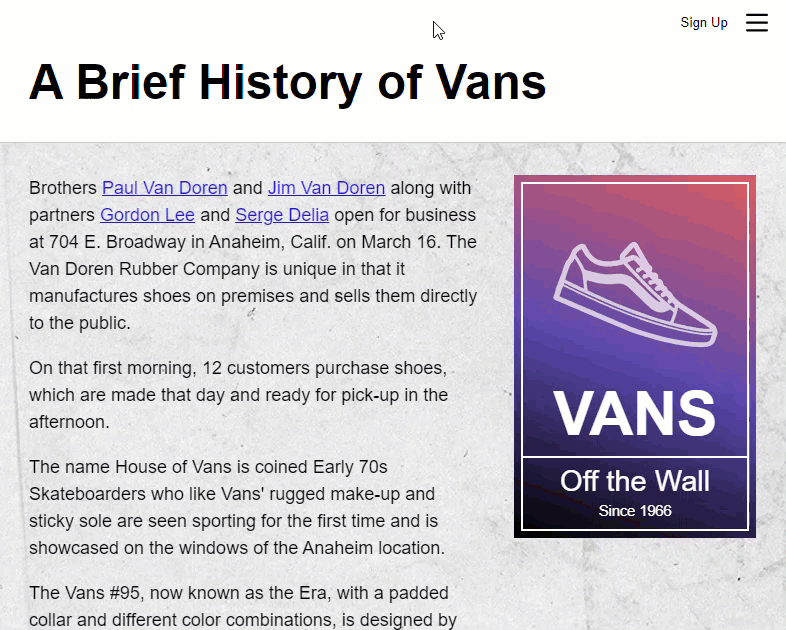 Sign Up
A Brief History of Vans
Brothers Paul Van Doren and Jim Van Doren along with
partners Gordon Lee and Serge Delia open for business
at 704 E. Broadway in Anaheim, Calif. on March 16. The
Van Doren Rubber Company is unique in that it
manufactures shoes on premises and sells them directly
to the public.
On that first morning, 12 customers purchase shoes,
which are made that day and ready for pick-up in the
afternoon.
The name House of Vans is coined Early 70s
Skateboarders who like Vans' rugged make-up and
sticky sole are seen sporting for the first time and is
showcased on the windows of the Anaheim location.
The Vans #95, now known as the Era, with a padded
collar and different color combinations, is designed by
VANS
Off the Wall
Since 1966